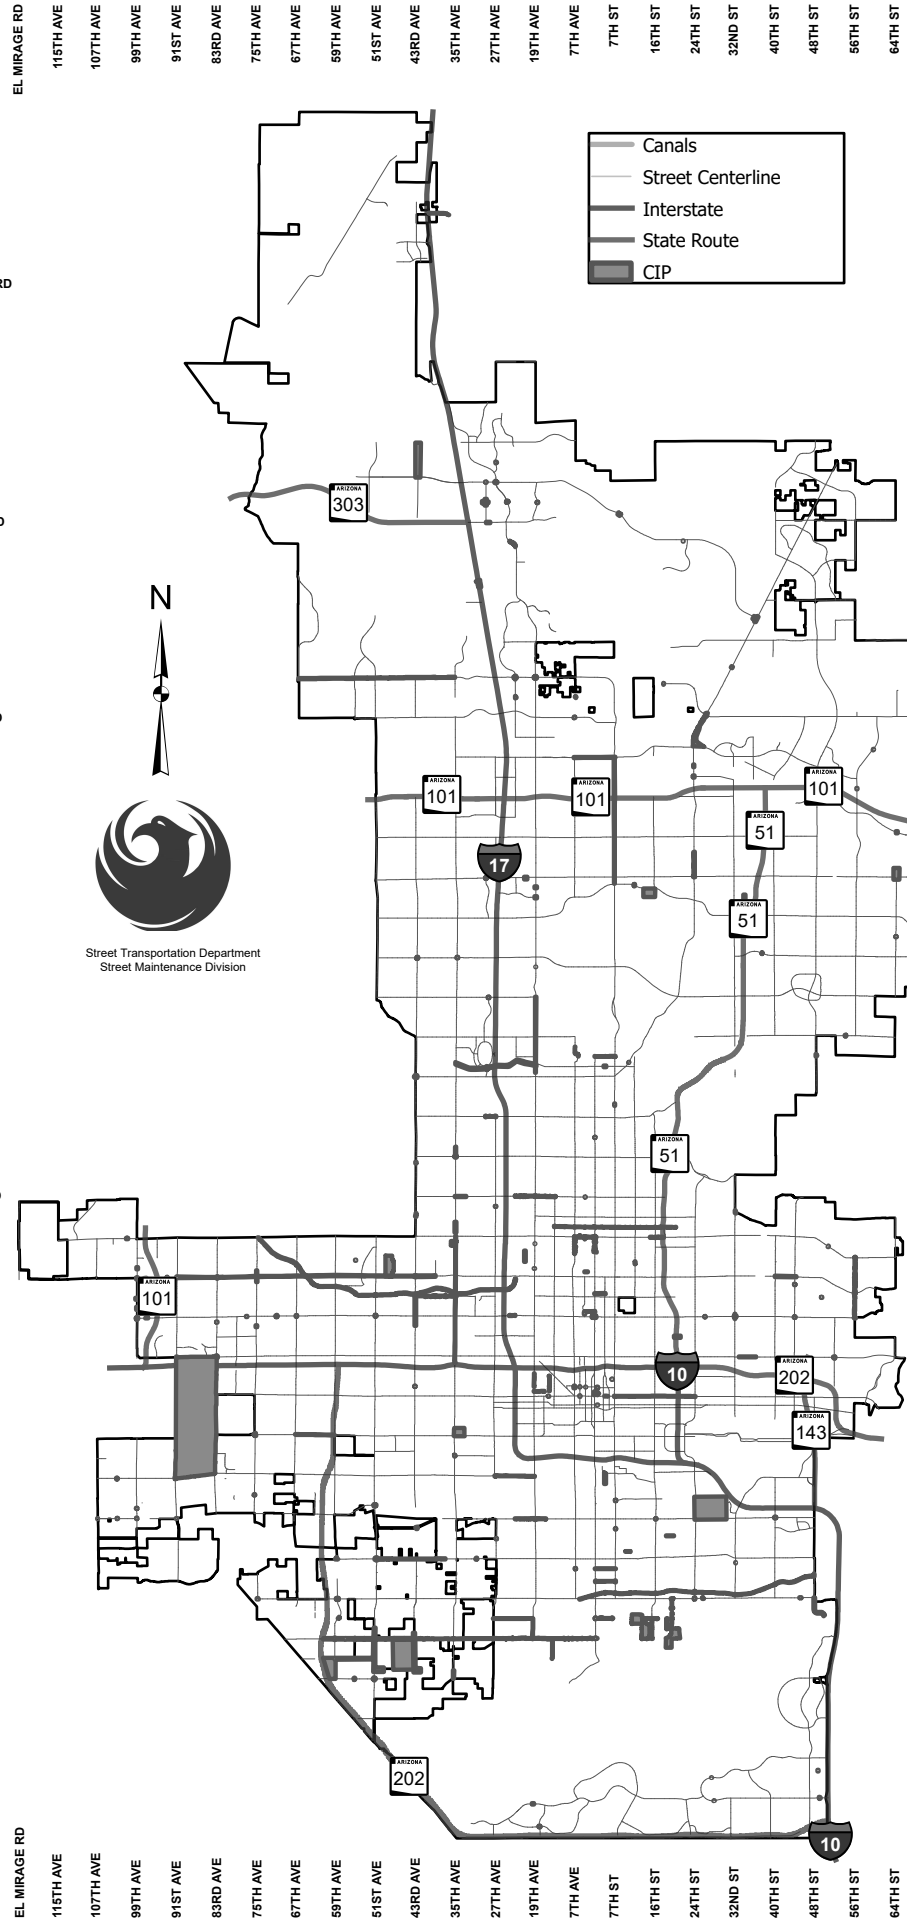 EL MIRAGE RD
115TH AVE
107TH AVE
99TH AVE
91ST AVE
83RD AVE
75TH AVE
67TH AVE
59TH AVE
51ST AVE
43RD AVE
35TH AVE
27TH AVE
19TH AVE
7TH AVE
7TH ST
16TH ST
24TH ST
32ND ST
40TH ST
48TH ST
56TH ST
64TH ST
Canals
Street Centerline
Interstate
State Route
CIP
RD
ARIZONA
303
N
ARIZONA
101
ARIZONA
101
ARIZONA
101
ARIZONA
51
17
ARIZONA
51
Street Transportation Department
Street Maintenance Division
ARIZONA
51
ARIZONA
101
10
ARIZONA
202
ARIZONA
143
ARIZONA
202
10
EL MIRAGE RD
115TH AVE
107TH AVE
99TH AVE
91ST AVE
83RD AVE
75TH AVE
67TH AVE
59TH AVE
51ST AVE
43RD AVE
35TH AVE
27TH AVE
19TH AVE
7TH AVE
7TH ST
16TH ST
24TH ST
32ND ST
40TH ST
48TH ST
56TH ST
64TH ST